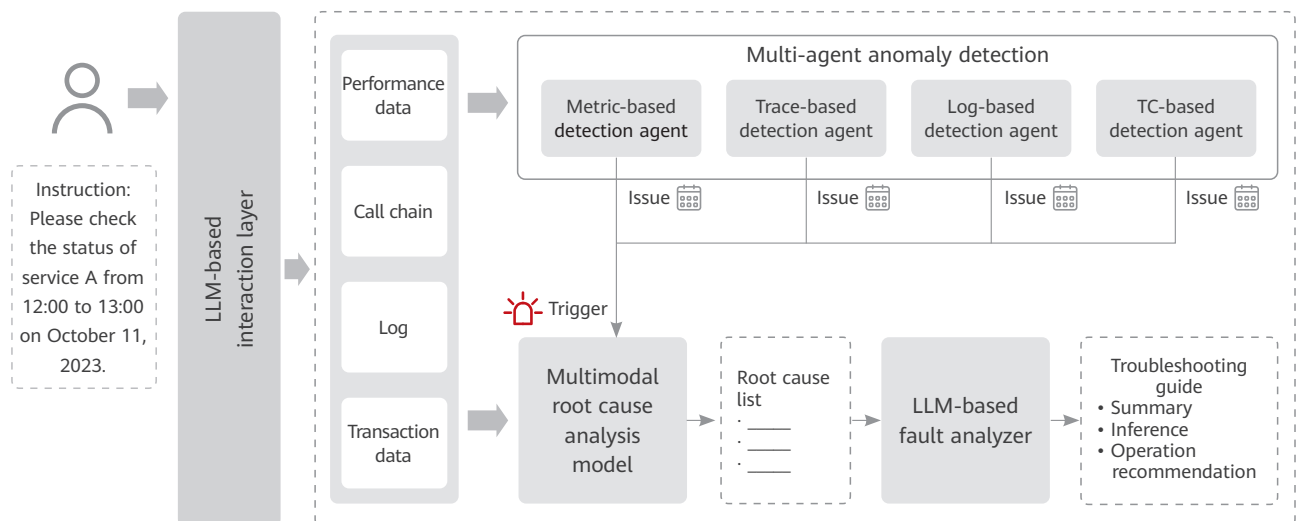 Instruction:
Please check
the status of
service A from
12:00 to 13:00
on October 11,
2023.
LLM-based
interaction layer
Performance
data
Call chain
Log
Transaction
data
Multi-agent anomaly detection
Metric-based
detection agent
Trace-based
detection agent
Log-based
detection agent
TC-based
detection agent
Issue
Issue
Issue
Issue
Trigger
Multimodal
root cause
analysis
model
Root cause
list
· ____
· ____
· ____
LLM-based
fault analyzer
Troubleshooting
guide
• Summary
• Inference
• Operation
recommendation